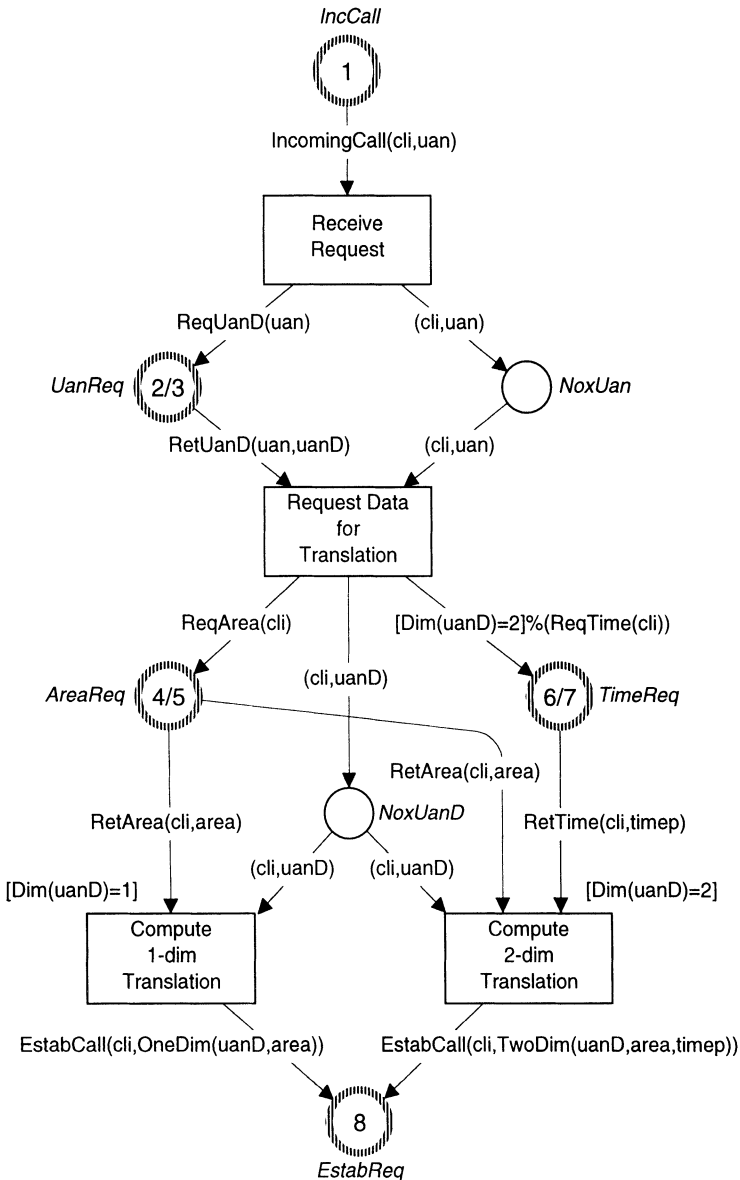 IncCall
1
IncomingCall(cli,uan)
Receive
Request
ReqUanD(uan)
(cli,uan)
UanReq
2/3
NoxUan
RetUanD(uan,uanD)
(cli,uan)
Request Data
for
Translation
ReqArea(cli)
[Dim(uanD)=2]%(ReqTime(cli))
(cli,uanD)
AreaReq
4/5
6/7
TimeReq
RetArea(cli,area)
NoxUanD
RetArea(cli,area)
RetTime(cli,timep)
(cli,uanD)
(cli,uanD)
[Dim(uanD)=1]
[Dim(uanD)=2]
Compute
1-dim
Translation
Compute
2-dim
Translation
EstabCall(cli,OneDim(uanD,area))
EstabCall(cli,TwoDim(uanD,area,timep))
8
EstabReq